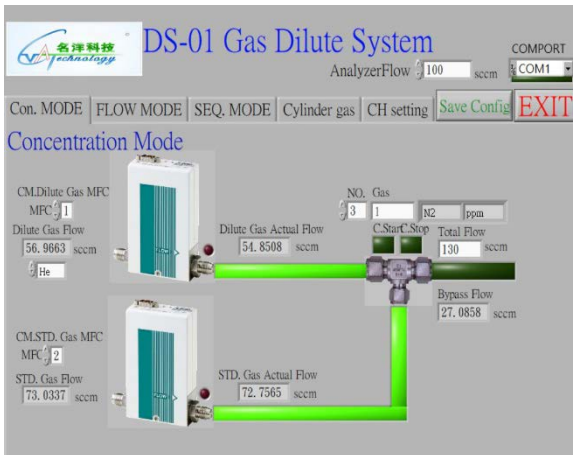 名洋科技
Technology
DS-01 Gas Dilute System
COMPORT
AnalyzerFlow 100 sccm
COM1
Con. MODE FLOW MODE SEQ. MODE Cylinder gas CH setting Save Config EXIT
Concentration Mode
CM.Dilute Gas MFC
MFC 1
Dilute Gas Flow
56.9663 sccm
He
Dilute Gas Actual Flow
54.8508 sccm
NO. Gas
3 1 N2 ppm
C.Start C.Stop
Total Flow
130 sccm
Bypass Flow
27.0858 sccm
CM.STD. Gas MFC
MFC 2
STD. Gas Flow
73.0337 sccm
STD. Gas Actual Flow
72.7565 sccm